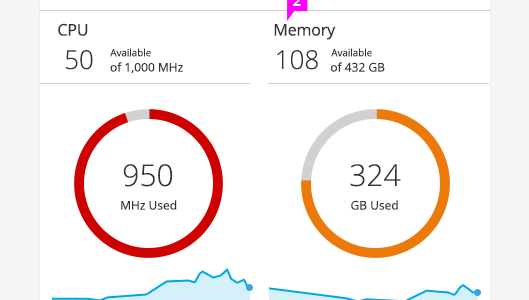 2
CPU
50 Available
of 1,000 MHz
Memory
108 Available
of 432 GB
950
MHz Used
324
GB Used